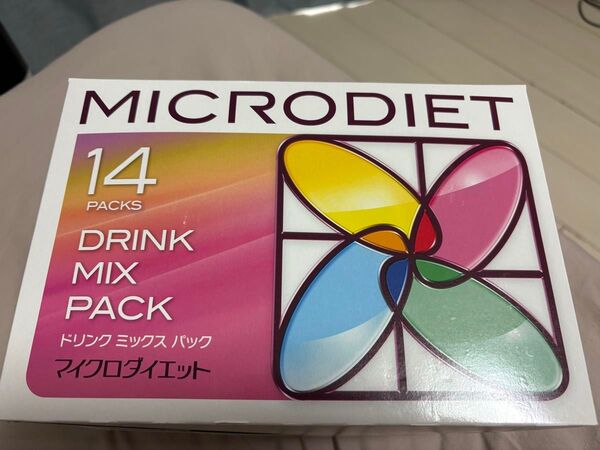 MICRODIET
14
PACKS
DRINK
MIX
PACK
ドリンク ミックス パック
マイクロダイエット